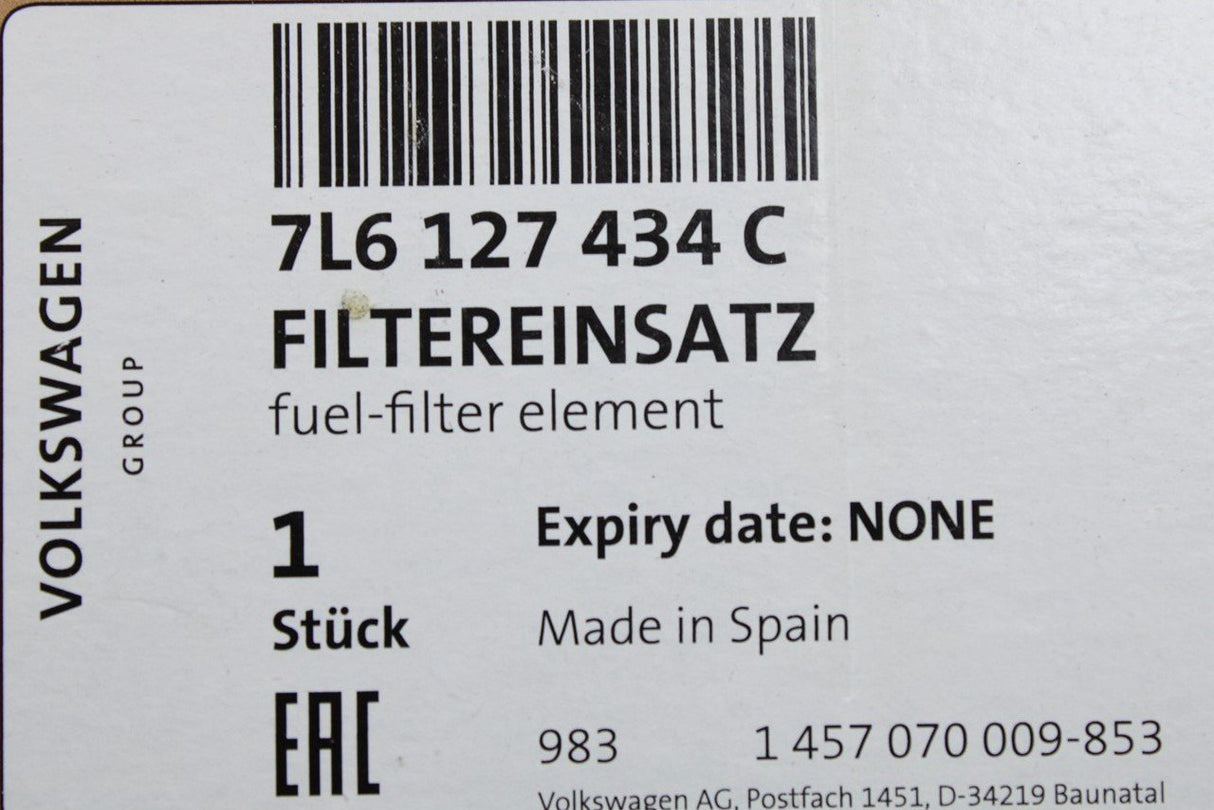 VOLKSWAGEN
GROUP
7L6 127 434 C
FILTEREINSATZ
fuel-filter element
1
Stück
Expiry date: NONE
Made in Spain
EAC
983 1 457 070 009-853
Volkswagen AG, Postfach 1451, D-34219 Baunatal